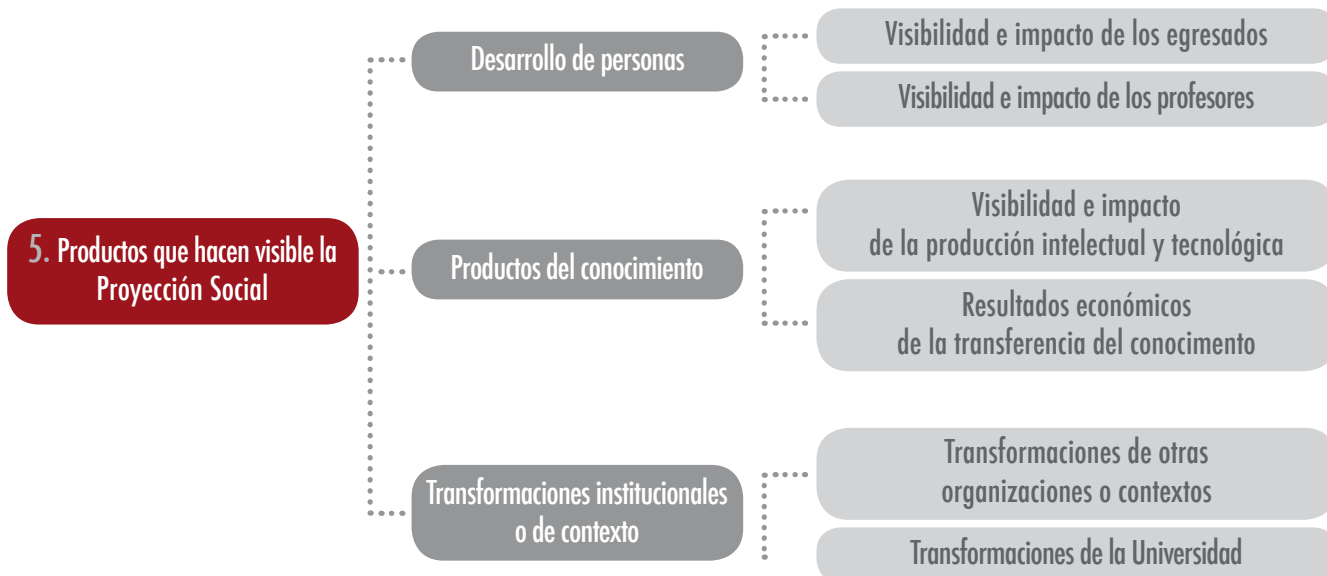 5. Productos que hacen visible la
Proyección Social
Desarrollo de personas
Visibilidad e impacto de los egresados
Visibilidad e impacto de los profesores
Productos del conocimiento
Visibilidad e impacto
de la producción intelectual y tecnológica
Resultados económicos
de la transferencia del conocimento
Transformaciones institucionales
o de contexto
Transformaciones de otras
organizaciones o contextos
Transformaciones de la Universidad